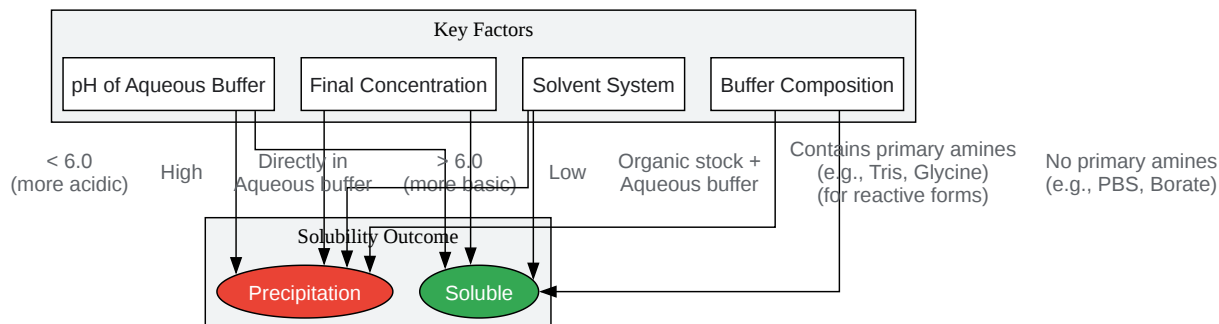 Key Factors
pH of Aqueous Buffer
Final Concentration
Solvent System
Buffer Composition
< 6.0
(more acidic)
High
Directly in
Aqueous buffer
> 6.0
(more basic)
Low
Organic stock +
Aqueous buffer
Contains primary amines
(e.g., Tris, Glycine)
(for reactive forms)
No primary amines
(e.g., PBS, Borate)
Solubility Outcome
Precipitation
Soluble